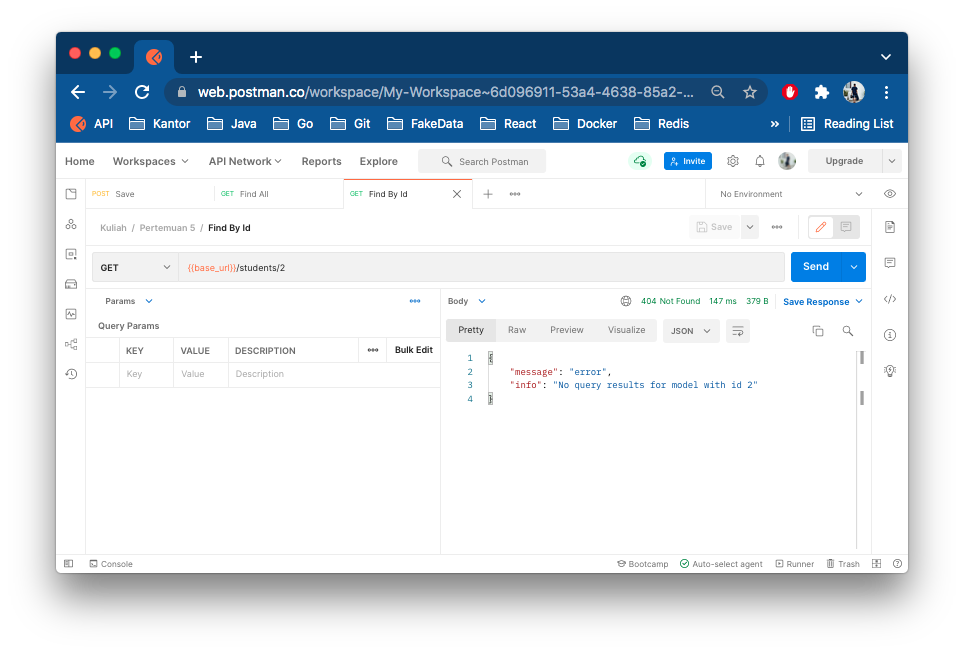 web.postman.co/workspace/My-Workspace~6d096911-53a4-4638-85a2-...
API Kantor Java Go Git FakeData React Docker Redis » Reading List
Home Workspaces API Network Reports Explore Search Postman Invite Upgrade
POST Save GET Find All GET Find By Id No Environment
Kuliah / Pertemuan 5 / Find By Id Save
GET {{base_url}}/students/2 Send
Params Body 404 Not Found 147 ms 379 B Save Response
Query Params Pretty Raw Preview Visualize JSON
KEY VALUE DESCRIPTION Bulk Edit
Key Value Description
1 {
2 "message": "error",
3 "info": "No query results for model with id 2"
4 }
Console Bootcamp Auto-select agent Runner Trash